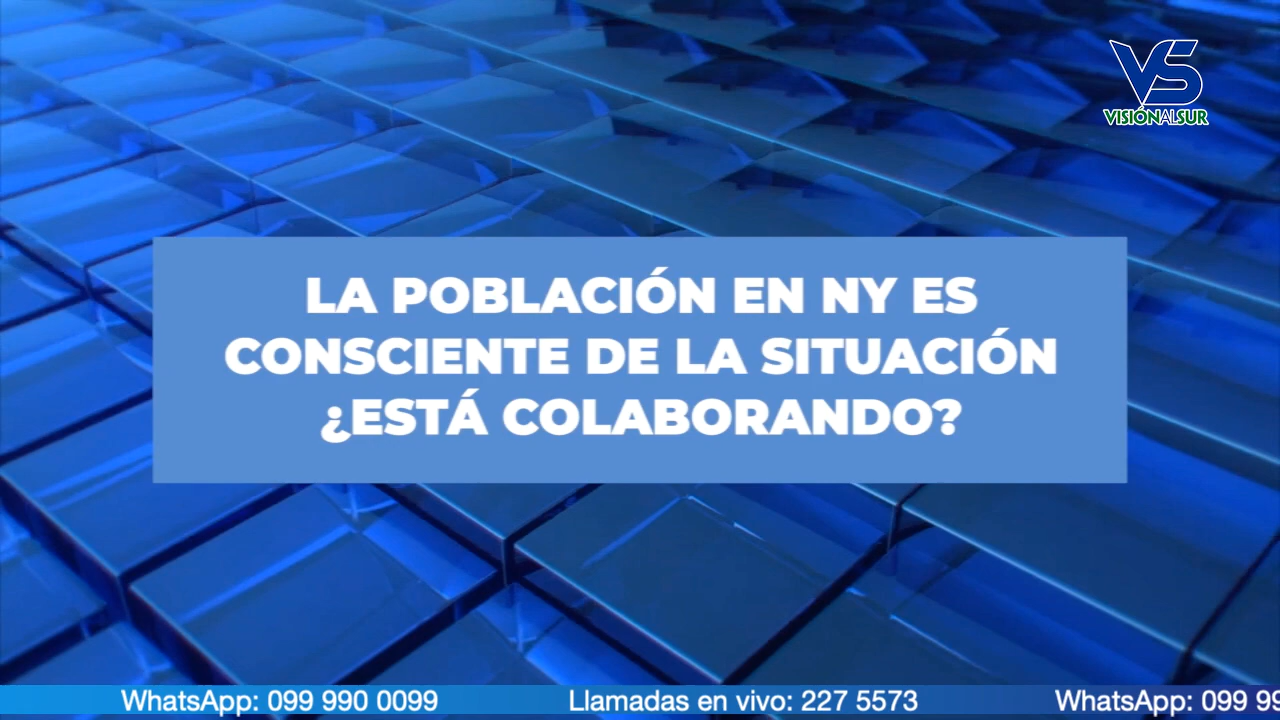 VS
VISIÓNALSUR
LA POBLACIÓN EN NY ES
CONSCIENTE DE LA SITUACIÓN
¿ESTÁ COLABORANDO?
WhatsApp: 099 990 0099 Llamadas en vivo: 227 5573 WhatsApp: 099 99